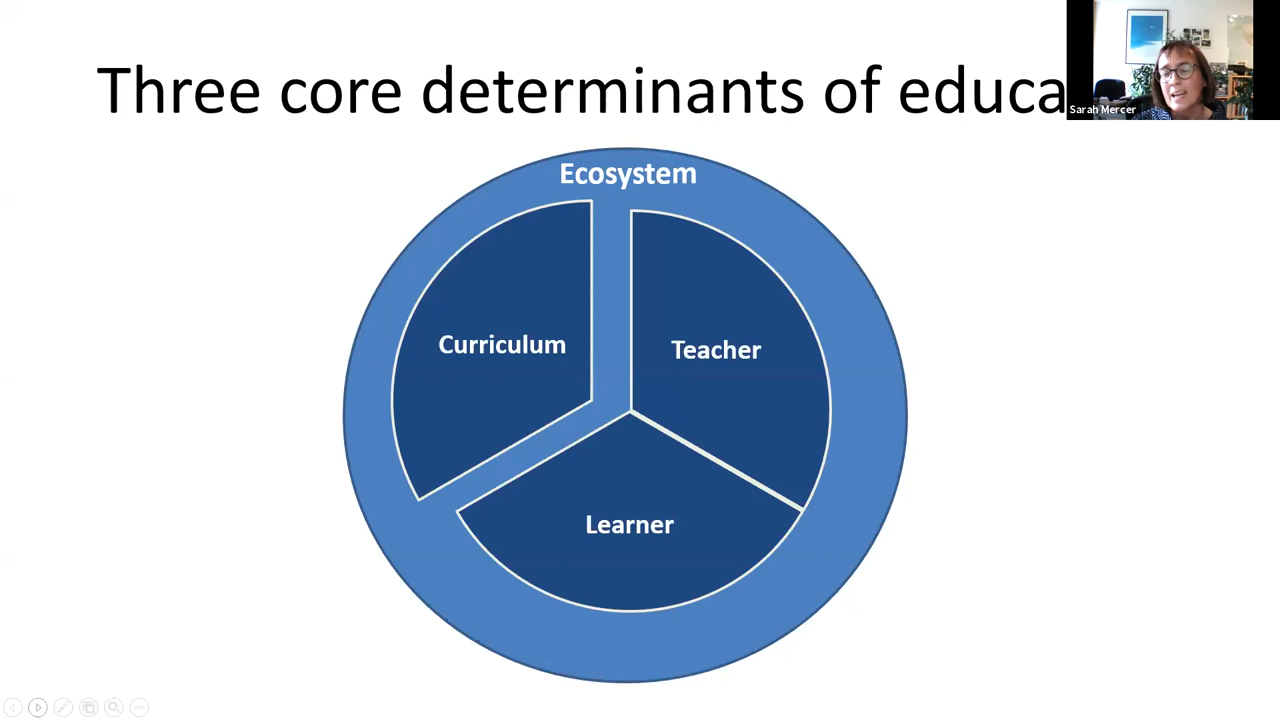 Three core determinants of educa
Sarah Mercer
Ecosystem
Curriculum
Teacher
Learner